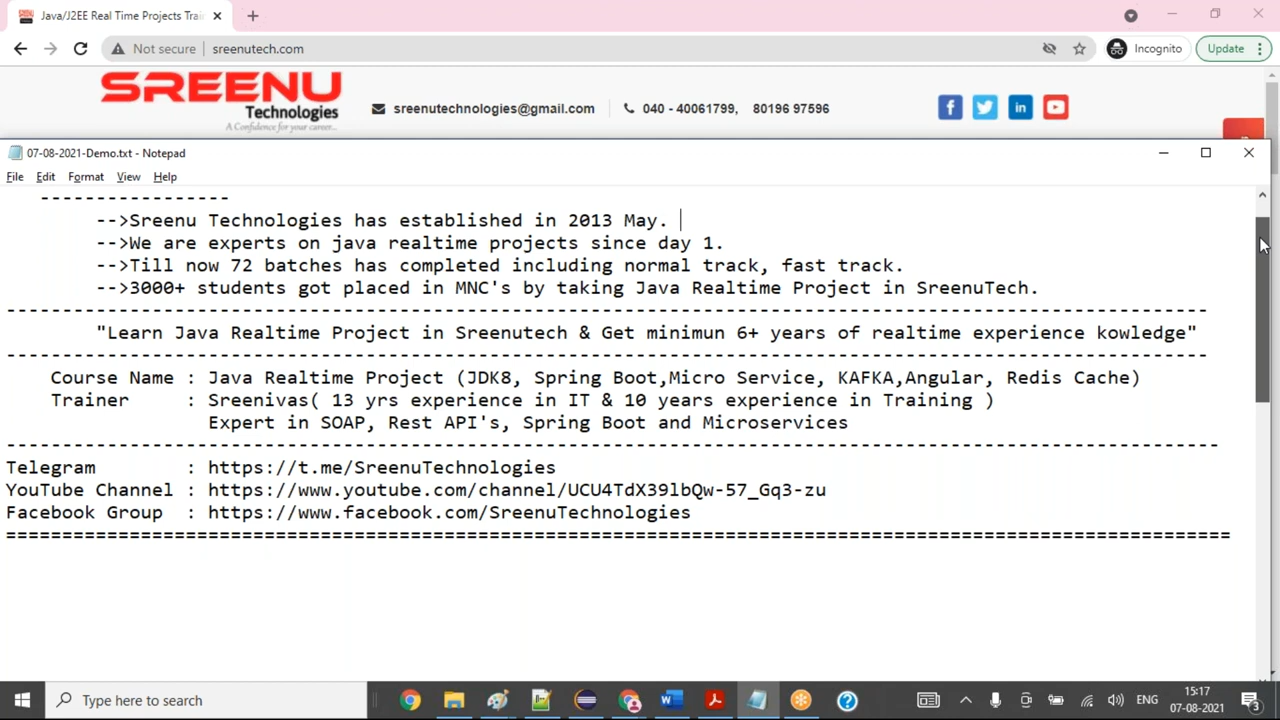 Java/J2EE Real Time Projects Trai
Not secure
sreenutech.com
Incognito
Update
SREENU
Technologies
A Confidence for your career...
sreenutechnologies@gmail.com
040 - 40061799, 80196 97596
07-08-2021-Demo.txt - Notepad
File Edit Format View Help
-----------------
-->Sreenu Technologies has established in 2013 May.
-->We are experts on java realtime projects since day 1.
-->Till now 72 batches has completed including normal track, fast track.
-->3000+ students got placed in MNC's by taking Java Realtime Project in SreenuTech.
-----------------------------------------------------------------------------------------------------------
"Learn Java Realtime Project in Sreenutech & Get minimun 6+ years of realtime experience kowledge"
-----------------------------------------------------------------------------------------------------------
Course Name : Java Realtime Project (JDK8, Spring Boot,Micro Service, KAFKA,Angular, Redis Cache)
Trainer : Sreenivas( 13 yrs experience in IT & 10 years experience in Training )
Expert in SOAP, Rest API's, Spring Boot and Microservices
------------------------------------------------------------------------------------------------------------
Telegram : https://t.me/SreenuTechnologies
YouTube Channel : https://www.youtube.com/channel/UCU4TdX39lbQw-57_Gq3-zu
Facebook Group : https://www.facebook.com/SreenuTechnologies
=============================================================================================================
Type here to search
ENG
15:17
07-08-2021
3